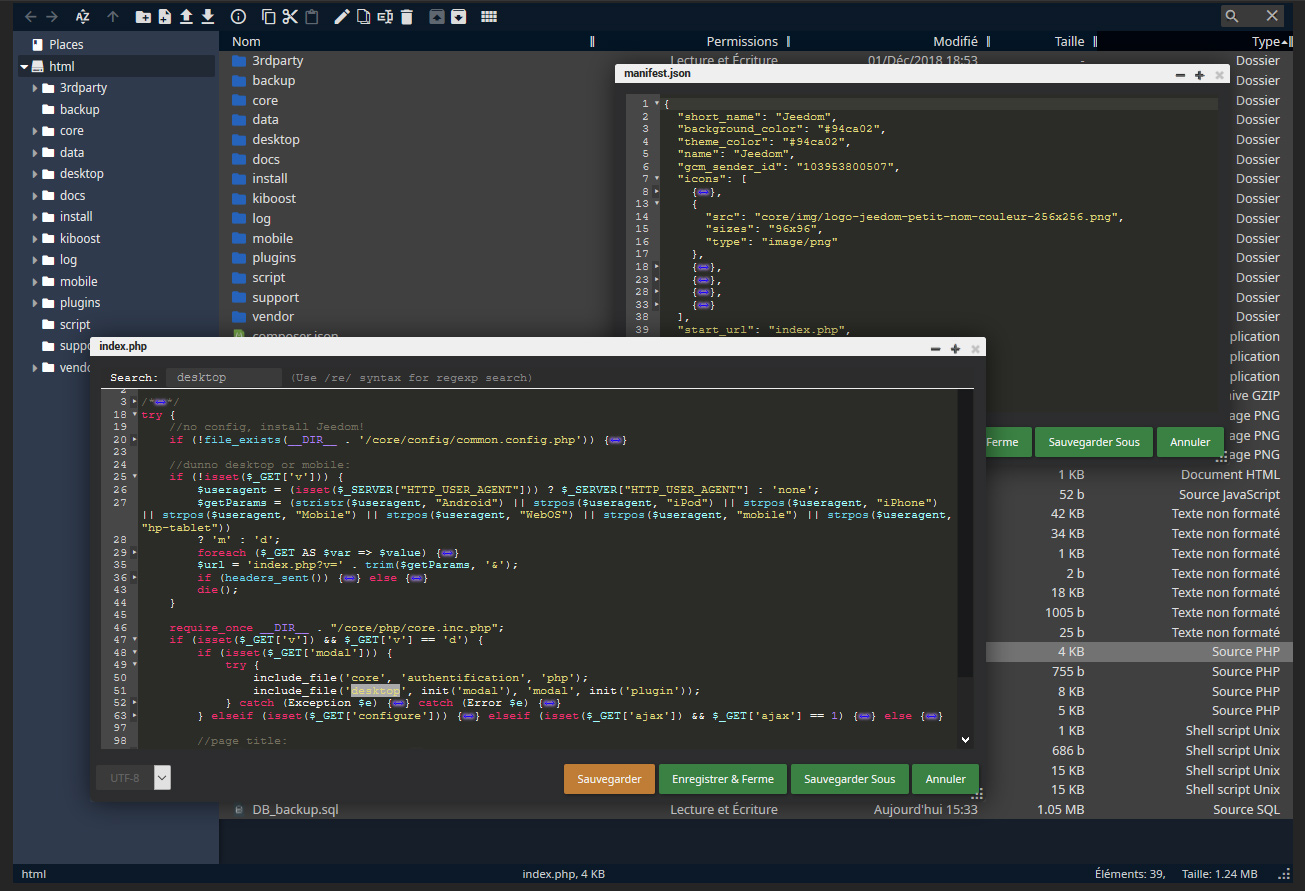 AZ
Places
html
3rdparty
backup
core
data
desktop
docs
install
kiboost
log
mobile
plugins
script
supp
vend
Nom Permissions Modifié Taille Type
3rdparty Lecture et Écriture 01/Déc/2018 18:53 - Dossier
backup Dossier
core Dossier
data Dossier
desktop Dossier
docs Dossier
install Dossier
kiboost Dossier
log Dossier
mobile Dossier
plugins Dossier
script Dossier
support Dossier
vendor Dossier
composer.json plication
plication
plication
ive GZIP
age PNG
age PNG
age PNG
1 KB Document HTML
52 b Source JavaScript
42 KB Texte non formaté
34 KB Texte non formaté
1 KB Texte non formaté
2 b Texte non formaté
18 KB Texte non formaté
1005 b Texte non formaté
25 b Texte non formaté
4 KB Source PHP
755 b Source PHP
8 KB Source PHP
5 KB Source PHP
1 KB Shell script Unix
686 b Shell script Unix
15 KB Shell script Unix
15 KB Shell script Unix
DB_backup.sql Lecture et Écriture Aujourd'hui 15:33 1.05 MB Source SQL
manifest.json
1 {
2 "short_name": "Jeedom",
3 "background_color": "#94ca02",
4 "theme_color": "#94ca02",
5 "name": "Jeedom",
6 "gcm_sender_id": "103953800507",
7 "icons": [
8 {},
13 {
14 "src": "core/img/logo-jeedom-petit-nom-couleur-256x256.png",
15 "sizes": "96x96",
16 "type": "image/png"
17 },
18 {},
23 {},
28 {},
33 {}
38 ],
39 "start_url": "index.php",
Ferme Sauvegarder Sous Annuler
index.php
Search: desktop (Use /re/ syntax for regexp search)
2
3 /**/
18 try {
19 //no config, install Jeedom!
20 if (!file_exists(__DIR__ . '/core/config/common.config.php')) {}
23
24 //dunno desktop or mobile:
25 if (!isset($_GET['v'])) {
26 $useragent = (isset($_SERVER["HTTP_USER_AGENT"])) ? $_SERVER["HTTP_USER_AGENT"] : 'none';
27 $getParams = (stristr($useragent, "Android") || strpos($useragent, "iPod") || strpos($useragent, "iPhone")
|| strpos($useragent, "Mobile") || strpos($useragent, "WebOS") || strpos($useragent, "mobile") || strpos($useragent,
"hp-tablet"))
28 ? 'm' : 'd';
29 foreach ($_GET AS $var => $value) {}
35 $url = 'index.php?v=' . trim($getParams, '&');
36 if (headers_sent()) {} else {}
43 die();
44 }
45
46 require_once __DIR__ . "/core/php/core.inc.php";
47 if (isset($_GET['v']) && $_GET['v'] == 'd') {
48 if (isset($_GET['modal'])) {
49 try {
50 include_file('core', 'authentification', 'php');
51 include_file('desktop', init('modal'), 'modal', init('plugin'));
52 } catch (Exception $e) {} catch (Error $e) {}
63 } elseif (isset($_GET['configure'])) {} elseif (isset($_GET['ajax']) && $_GET['ajax'] == 1) {} else {}
97
98 //page title:
UTF-8 Sauvegarder Enregistrer & Ferme Sauvegarder Sous Annuler
html index.php, 4 KB Éléments: 39, Taille: 1.24 MB